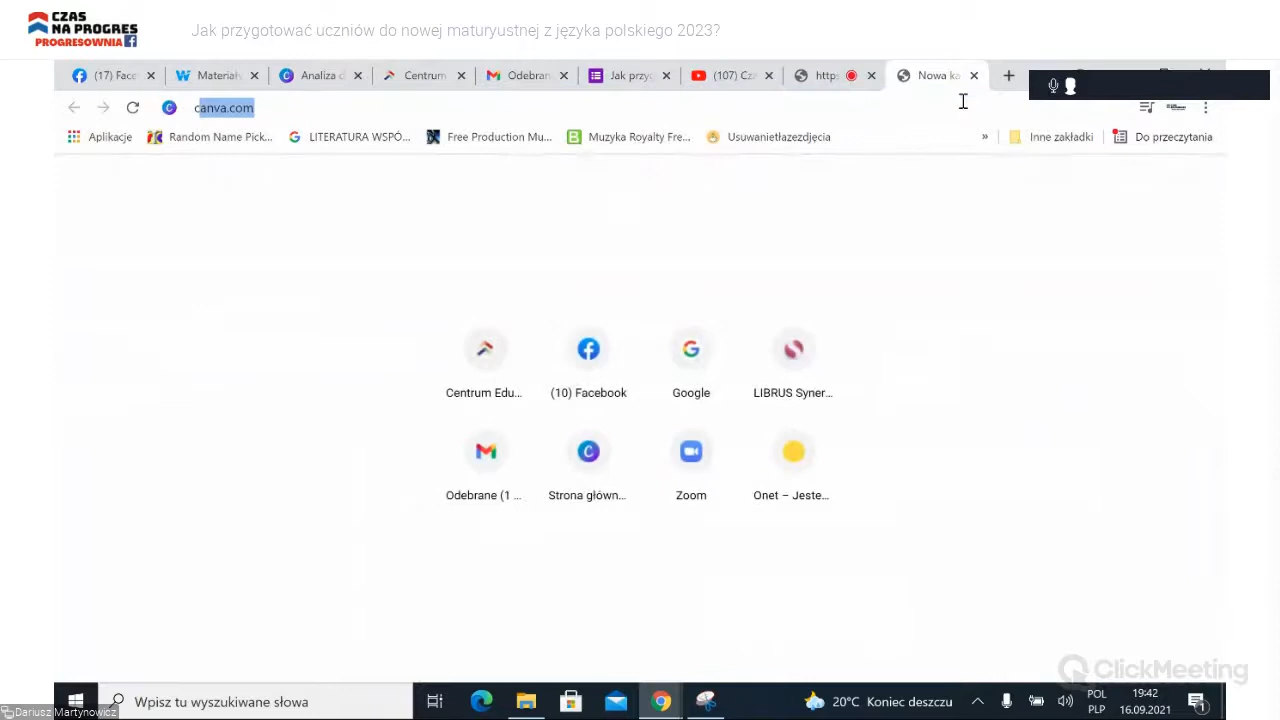 CZAS
NA PROGRES
PROGRESOWNIA
Jak przygotować uczniów do nowej maturyustnej z języka polskiego 2023?
(17) Face
Materiał
Analiza d
Centrum
Odebran
Jak przyg
(107) Cza
http
Nowa ka
canva.com
Aplikacje
Random Name Pick...
LITERATURA WSPÓ...
Free Production Mu...
Muzyka Royalty Fre...
Usuwanietłazezdjęcia
»
Inne zakładki
Do przeczytania
Centrum Edu...
(10) Facebook
Google
LIBRUS Syner...
Odebrane (1 ...
Strona główn...
Zoom
Onet – Jeste...
ClickMeeting
Wpisz tu wyszukiwane słowa
20°C Koniec deszczu
POL
PLP
19:42
16.09.2021
1
Dariusz Martynowicz